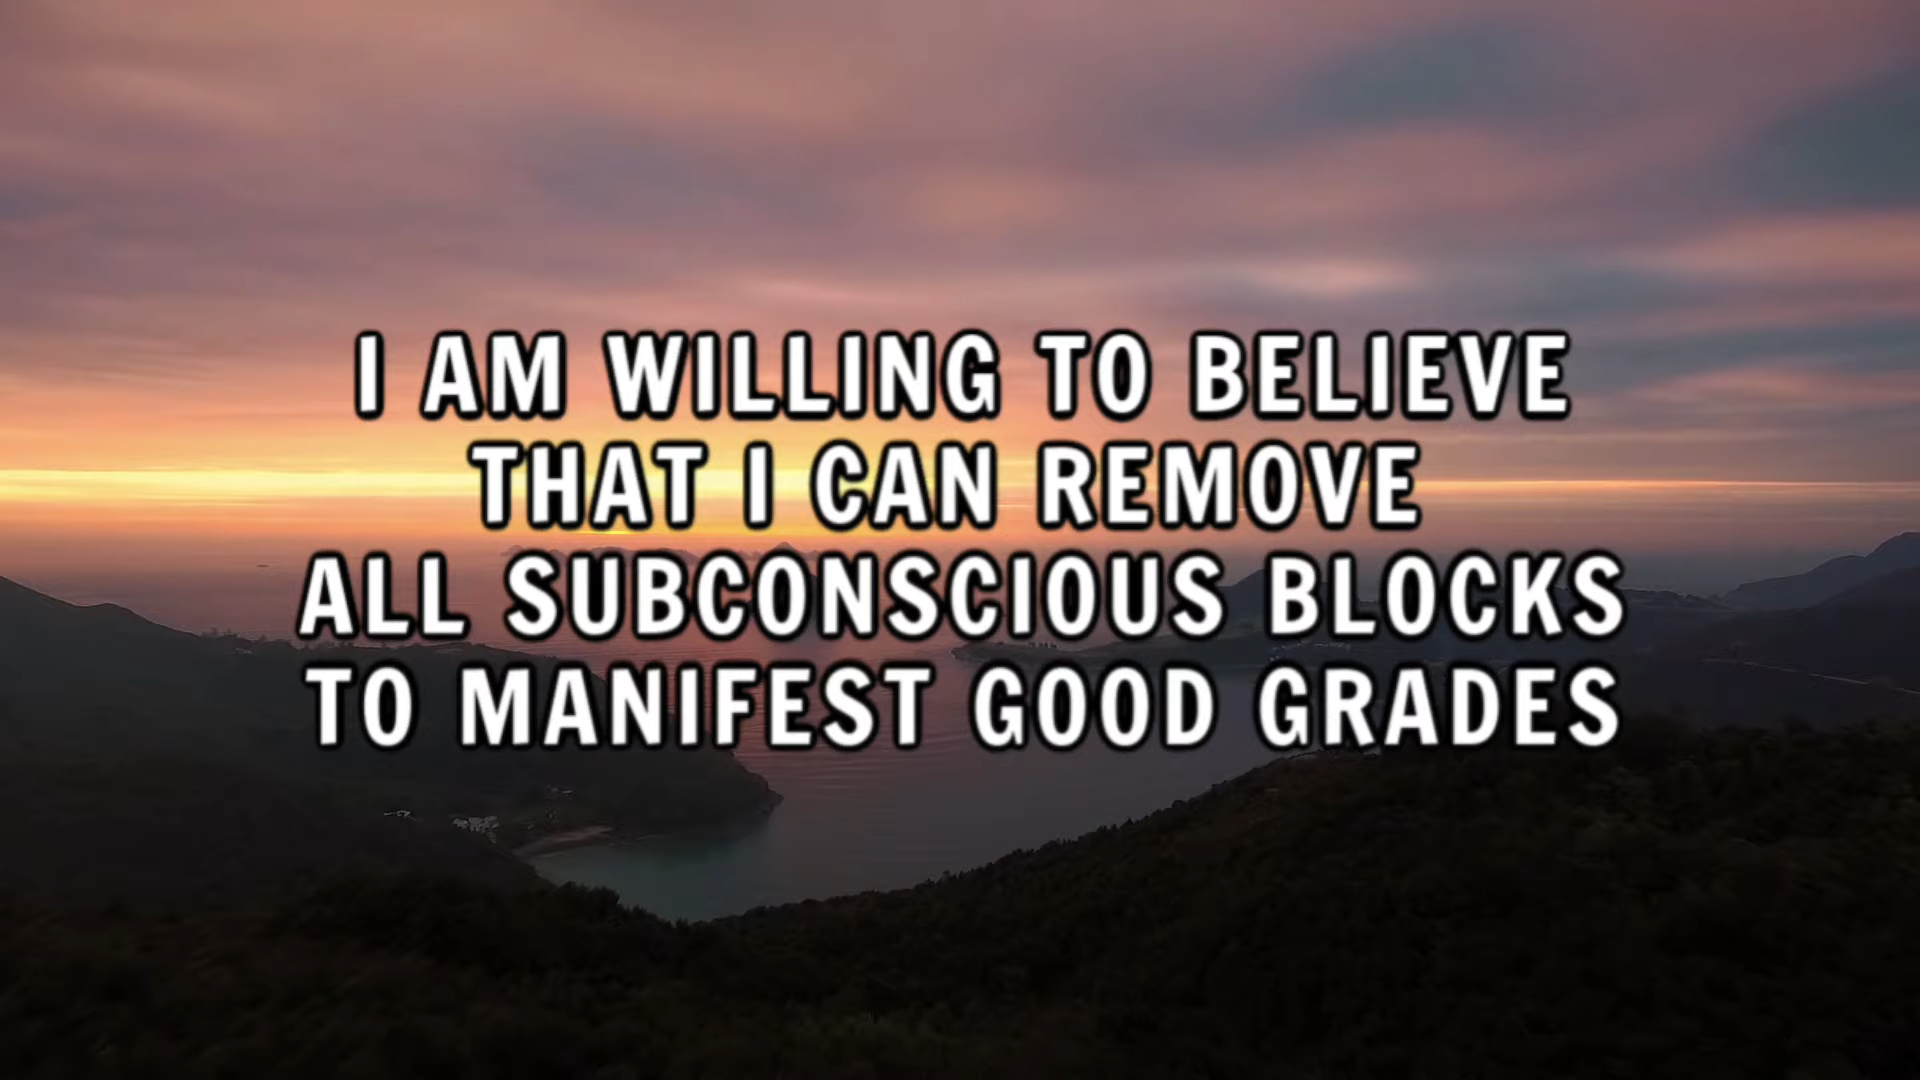 I AM WILLING TO BELIEVE
THAT I CAN REMOVE
ALL SUBCONSCIOUS BLOCKS
TO MANIFEST GOOD GRADES